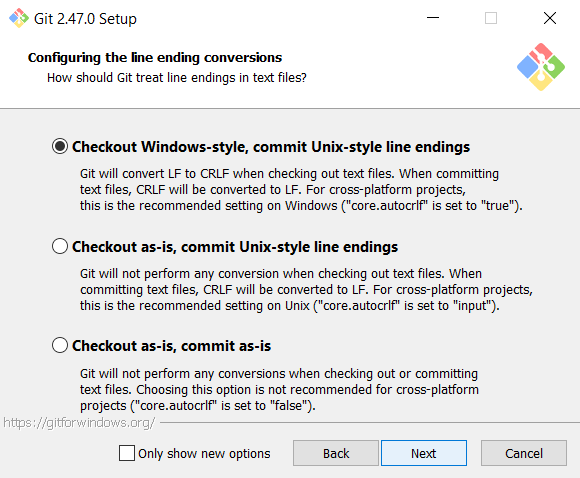 Git 2.47.0 Setup
Configuring the line ending conversions
How should Git treat line endings in text files?
Checkout Windows-style, commit Unix-style line endings
Git will convert LF to CRLF when checking out text files. When committing
text files, CRLF will be converted to LF. For cross-platform projects,
this is the recommended setting on Windows ("core.autocrlf" is set to "true").
Checkout as-is, commit Unix-style line endings
Git will not perform any conversion when checking out text files. When
committing text files, CRLF will be converted to LF. For cross-platform projects,
this is the recommended setting on Unix ("core.autocrlf" is set to "input").
Checkout as-is, commit as-is
Git will not perform any conversions when checking out or committing
text files. Choosing this option is not recommended for cross-platform
projects ("core.autocrlf" is set to "false").
https://gitforwindows.org/
Only show new options
Back
Next
Cancel